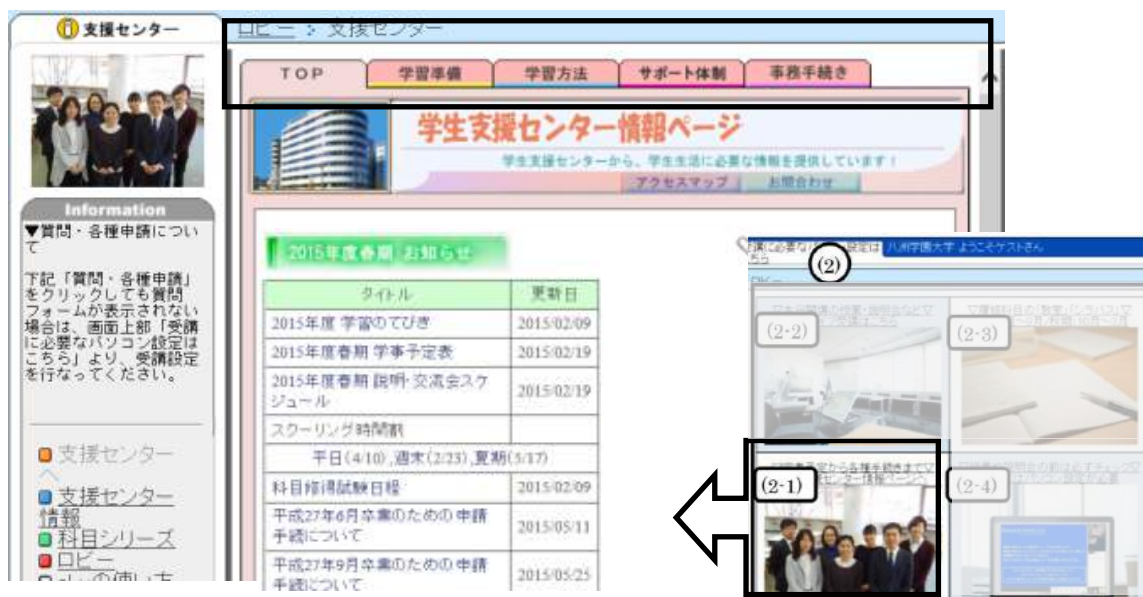 支援センター
ロビー : 支援センター
TOP
学習準備
学習方法
サポート体制
事務手続き
学生支援センター情報ページ
学生支援センターから、学生生活に必要な情報を提供しています！
アクセスマップ
お問合わせ
Information
▼質問・各種申請につい
て
下記「質問・各種申請」
をクリックしても質問
フォームが表示されない
場合は、画面上部「受講
に必要なパソコン設定は
こちら」より、受講設定
を行なってください。
支援センター
へ
支援センター
情報
科目シリーズ
ロビー
の使い方
2015年度春期 お知らせ
タイトル 更新日
2015年度 学習のてびき 2015/02/09
2015年度春期 学事予定表 2015/02/19
2015年度春期 説明・交流会スケ
ジュール 2015/02/19
スクーリング時間割
平日(4/10),週末(2/23),夏期(5/17)
科目修得試験日程 2015/02/09
平成27年6月卒業のための申請
手続について 2015/05/11
平成27年9月卒業のための申請
手続について 2015/05/25
八洲学園大学 ようこそゲストさん
(2)
ロビー
(2-2)
(2-3)
(2-1)
(2-4)